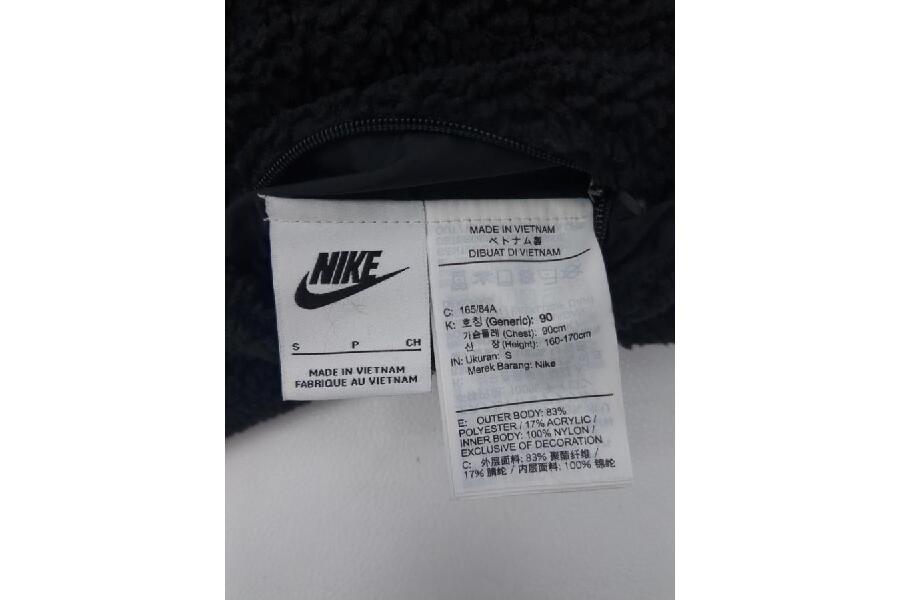 NIKE
S P CH
MADE IN VIETNAM
FABRIQUE AU VIETNAM
MADE IN VIETNAM
ベトナム製
DIBUAT DI VIETNAM
C: 165/84A
K: 호칭 (Generic): 90
가슴둘레 (Chest): 90cm
신 장 (Height): 160-170cm
IN: Ukuran: S
Merek Barang: Nike
E: OUTER BODY: 83%
POLYESTER / 17% ACRYLIC /
INNER BODY: 100% NYLON /
EXCLUSIVE OF DECORATION
C: 外层面料: 83% 聚酯纤维 /
17% 腈纶 / 内层面料: 100% 锦纶